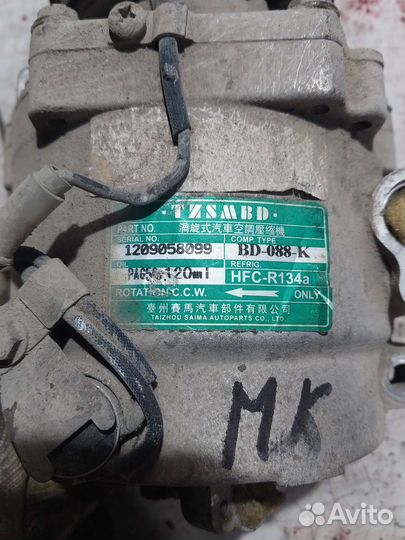 TZSMBD
PART NO. 渦旋式汽車空調壓縮機
SERIAL NO. COMP. TYPE
1209058099 BD-088-K
REFRIG.
120ml HFC-R134a
ROTATION C.C.W. ONLY
臺州賽馬汽車部件有限公司
TAIZHOU SAIMA AUTOPARTS CO.,LTD
MK
Avito